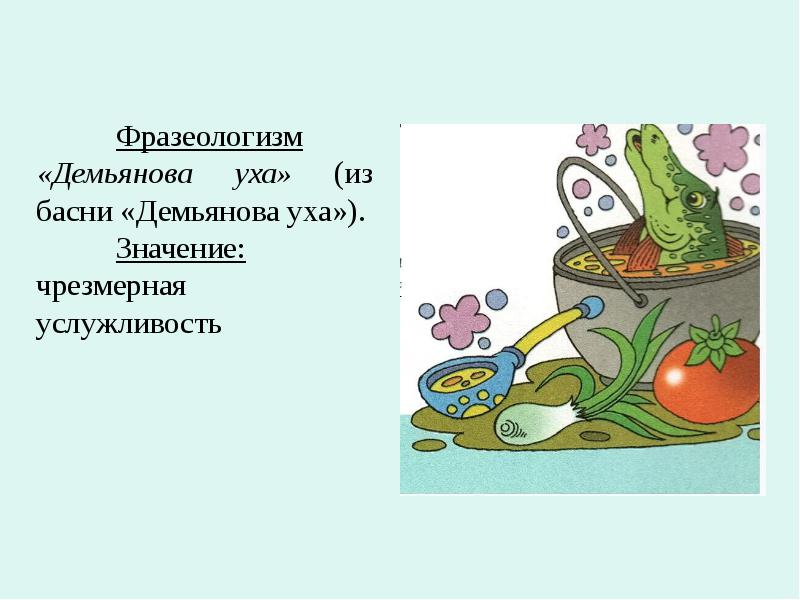 Фразеологизм
«Демьянова уха» (из
басни «Демьянова уха»).
Значение:
чрезмерная
услужливость